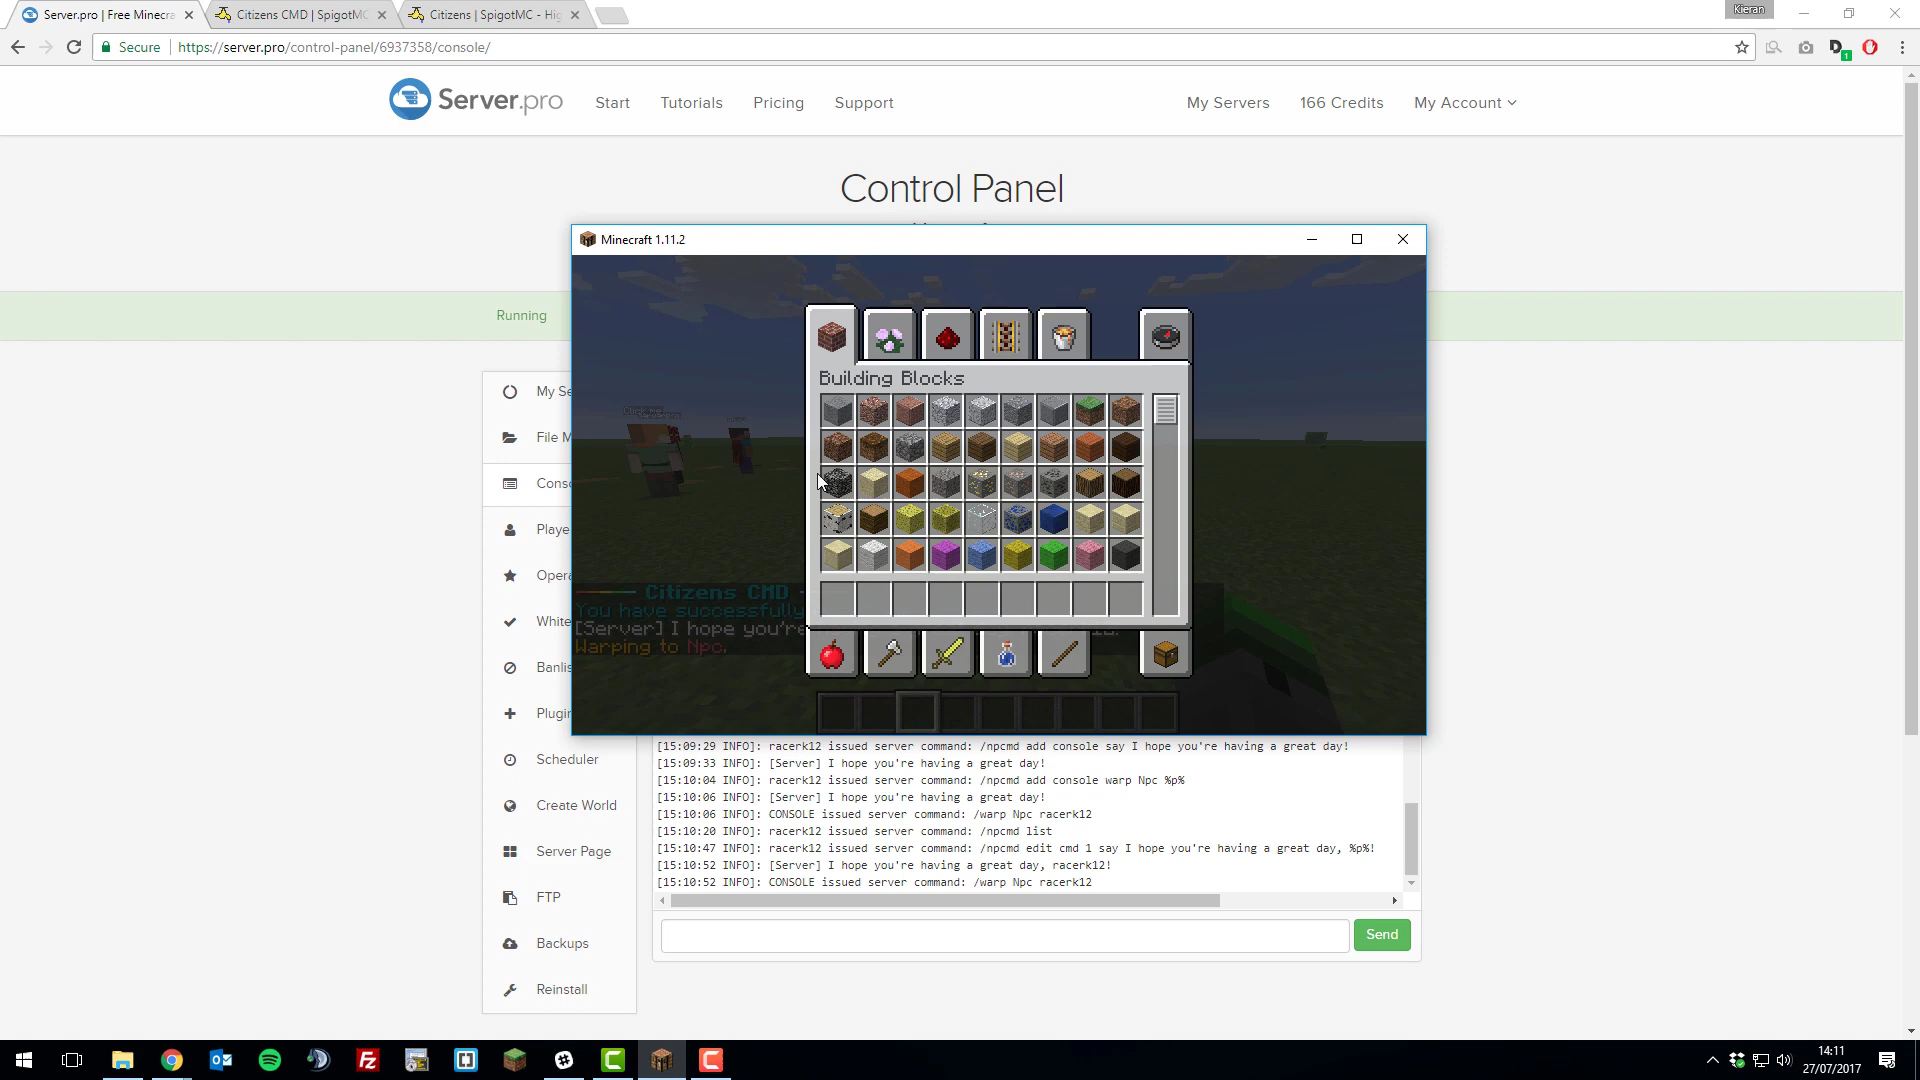 Server.pro | Free Minecra
Citizens CMD | SpigotMC
Citizens | SpigotMC - Hig
Kieran
Secure
https://server.pro/control-panel/6937358/console/
1
Server.pro
Start
Tutorials
Pricing
Support
My Servers
166 Credits
My Account
Control Panel
Minecraft 1.11.2
Running
Building Blocks
My Se
File M
Conso
Playe
Opera
White
Banlis
Plugin
Scheduler
Create World
Server Page
FTP
Backups
Reinstall
Citizens CMD -
You have successfully
[Server] I hope you're
Warping to Npc.
[15:09:29 INFO]: racerk12 issued server command: /npcmd add console say I hope you're having a great day!
[15:09:33 INFO]: [Server] I hope you're having a great day!
[15:10:04 INFO]: racerk12 issued server command: /npcmd add console warp Npc %p%
[15:10:06 INFO]: [Server] I hope you're having a great day!
[15:10:06 INFO]: CONSOLE issued server command: /warp Npc racerk12
[15:10:20 INFO]: racerk12 issued server command: /npcmd list
[15:10:47 INFO]: racerk12 issued server command: /npcmd edit cmd 1 say I hope you're having a great day, %p%!
[15:10:52 INFO]: [Server] I hope you're having a great day, racerk12!
[15:10:52 INFO]: CONSOLE issued server command: /warp Npc racerk12
Send
14:11
27/07/2017